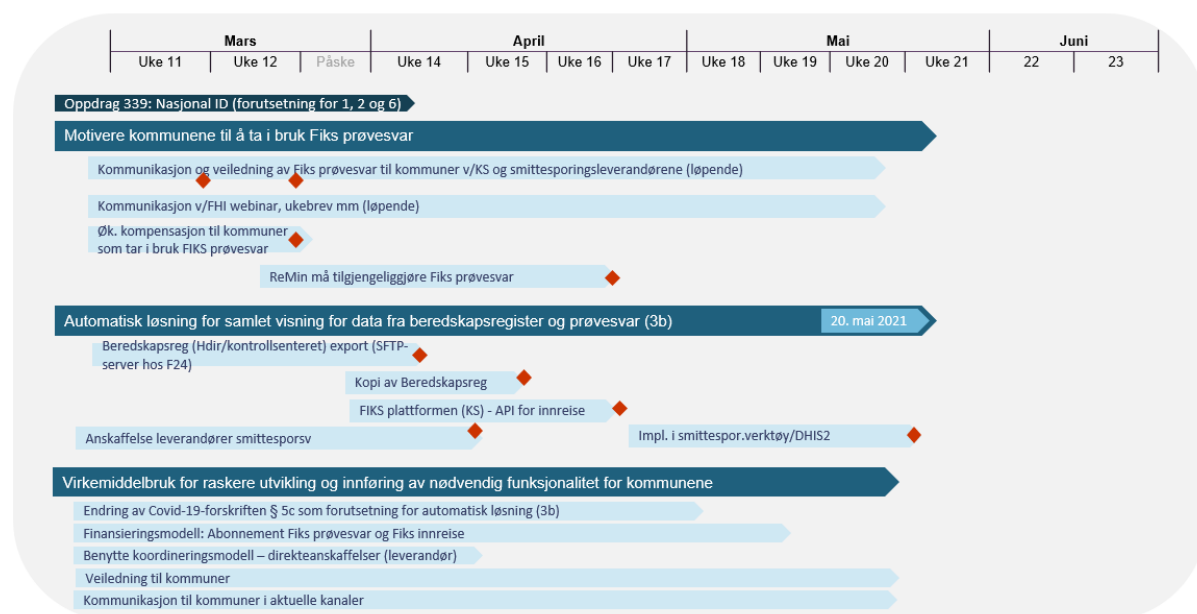 Mars April Mai Juni
Uke 11 Uke 12 Påske Uke 14 Uke 15 Uke 16 Uke 17 Uke 18 Uke 19 Uke 20 Uke 21 22 23
Oppdrag 339: Nasjonal ID (forutsetning for 1, 2 og 6)
Motivere kommunene til å ta i bruk Fiks prøvesvar
Kommunikasjon og veiledning av Fiks prøvesvar til kommuner v/KS og smittesporingsleverandørene (løpende)
Kommunikasjon v/FHI webinar, ukebrev mm (løpende)
Øk. kompensasjon til kommuner
som tar i bruk FIKS prøvesvar
ReMin må tilgjengeliggjøre Fiks prøvesvar
Automatisk løsning for samlet visning for data fra beredskapsregister og prøvesvar (3b) 20. mai 2021
Beredskapsreg (Hdir/kontrollsenteret) export (SFTP-
server hos F24)
Kopi av Beredskapsreg
FIKS plattformen (KS) - API for innreise
Anskaffelse leverandører smittesporsv Impl. i smittespor.verktøy/DHIS2
Virkemiddelbruk for raskere utvikling og innføring av nødvendig funksjonalitet for kommunene
Endring av Covid-19-forskriften § 5c som forutsetning for automatisk løsning (3b)
Finansieringsmodell: Abonnement Fiks prøvesvar og Fiks innreise
Benytte koordineringsmodell – direkteanskaffelser (leverandør)
Veiledning til kommuner
Kommunikasjon til kommuner i aktuelle kanaler